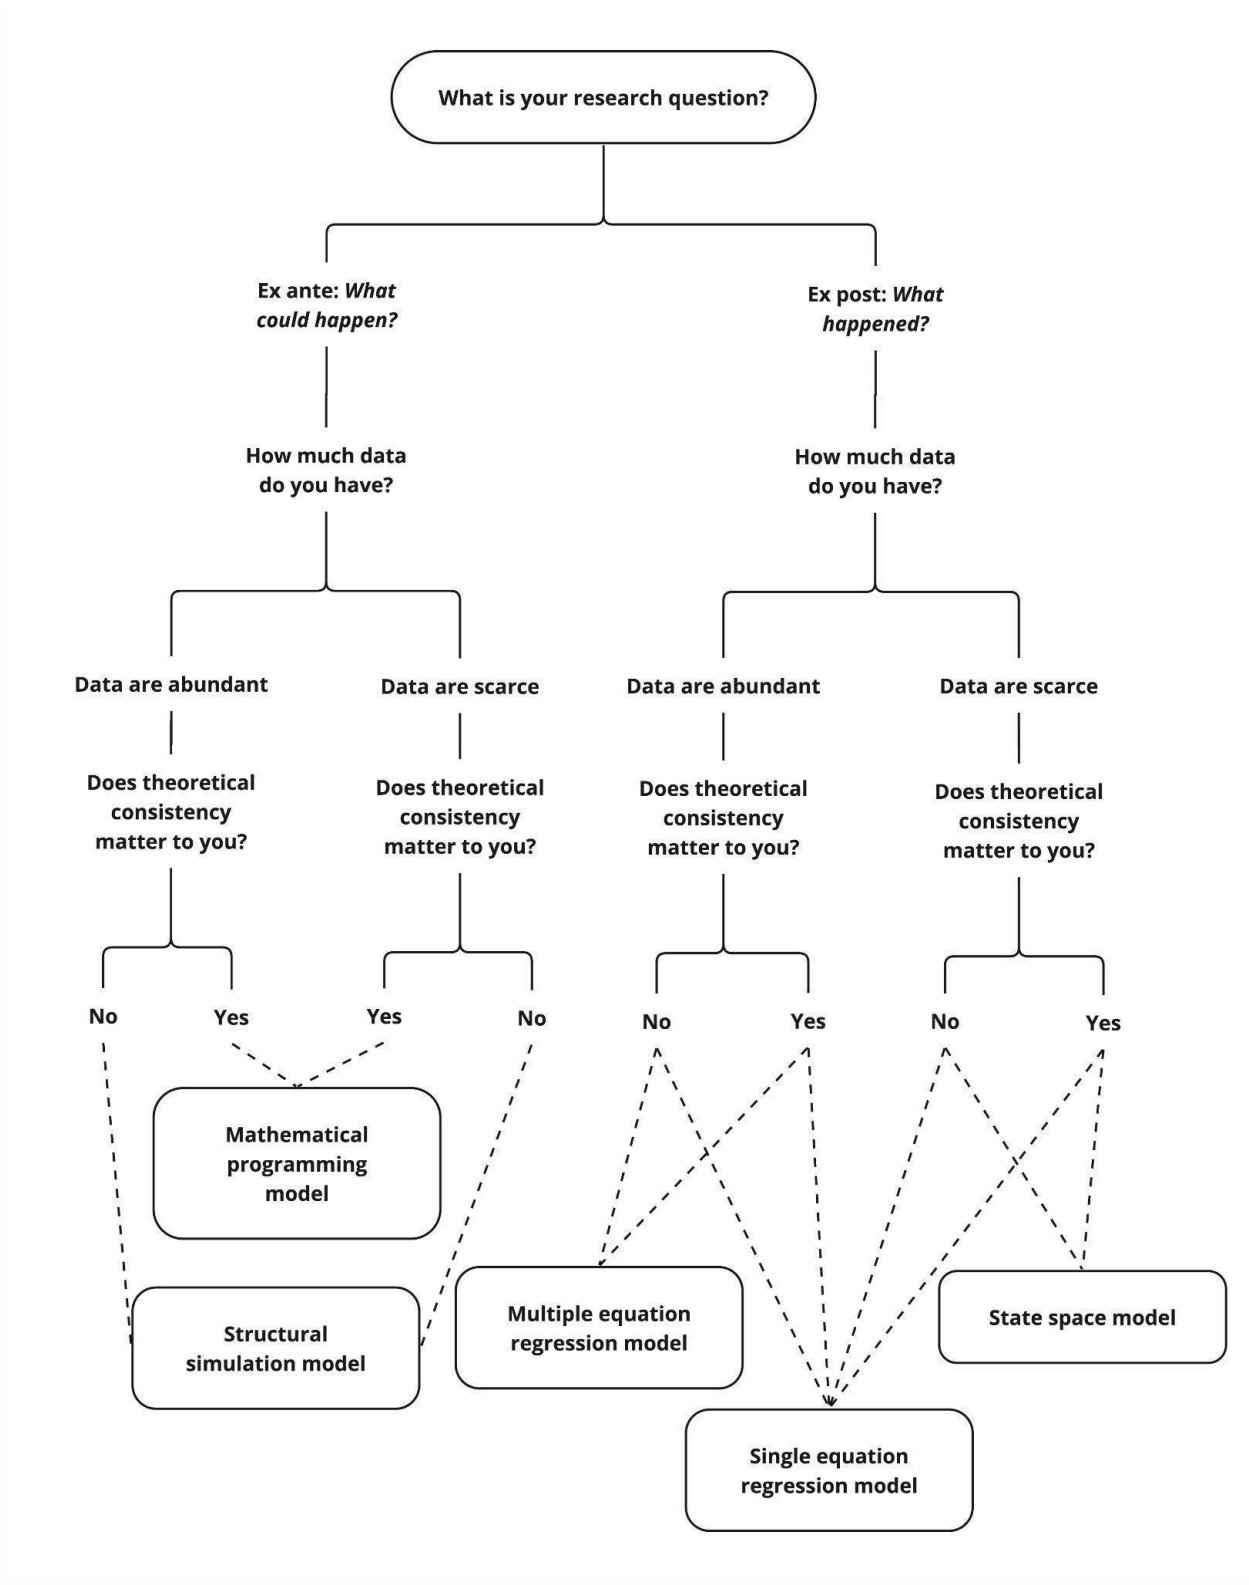 What is your research question?
Ex ante: What
could happen?
Ex post: What
happened?
How much data
do you have?
How much data
do you have?
Data are abundant
Data are scarce
Data are abundant
Data are scarce
Does theoretical
consistency
matter to you?
Does theoretical
consistency
matter to you?
Does theoretical
consistency
matter to you?
Does theoretical
consistency
matter to you?
No
Yes
Yes
No
No
Yes
No
Yes
Mathematical
programming
model
Structural
simulation model
Multiple equation
regression model
State space model
Single equation
regression model